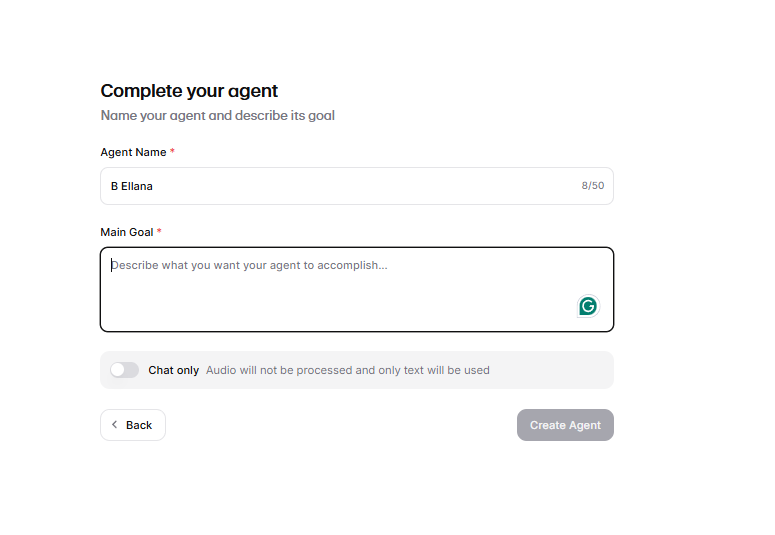 Complete your agent
Name your agent and describe its goal
Agent Name *
B Ellana
8/50
Main Goal *
Describe what you want your agent to accomplish...
Chat only Audio will not be processed and only text will be used
Back
Create Agent